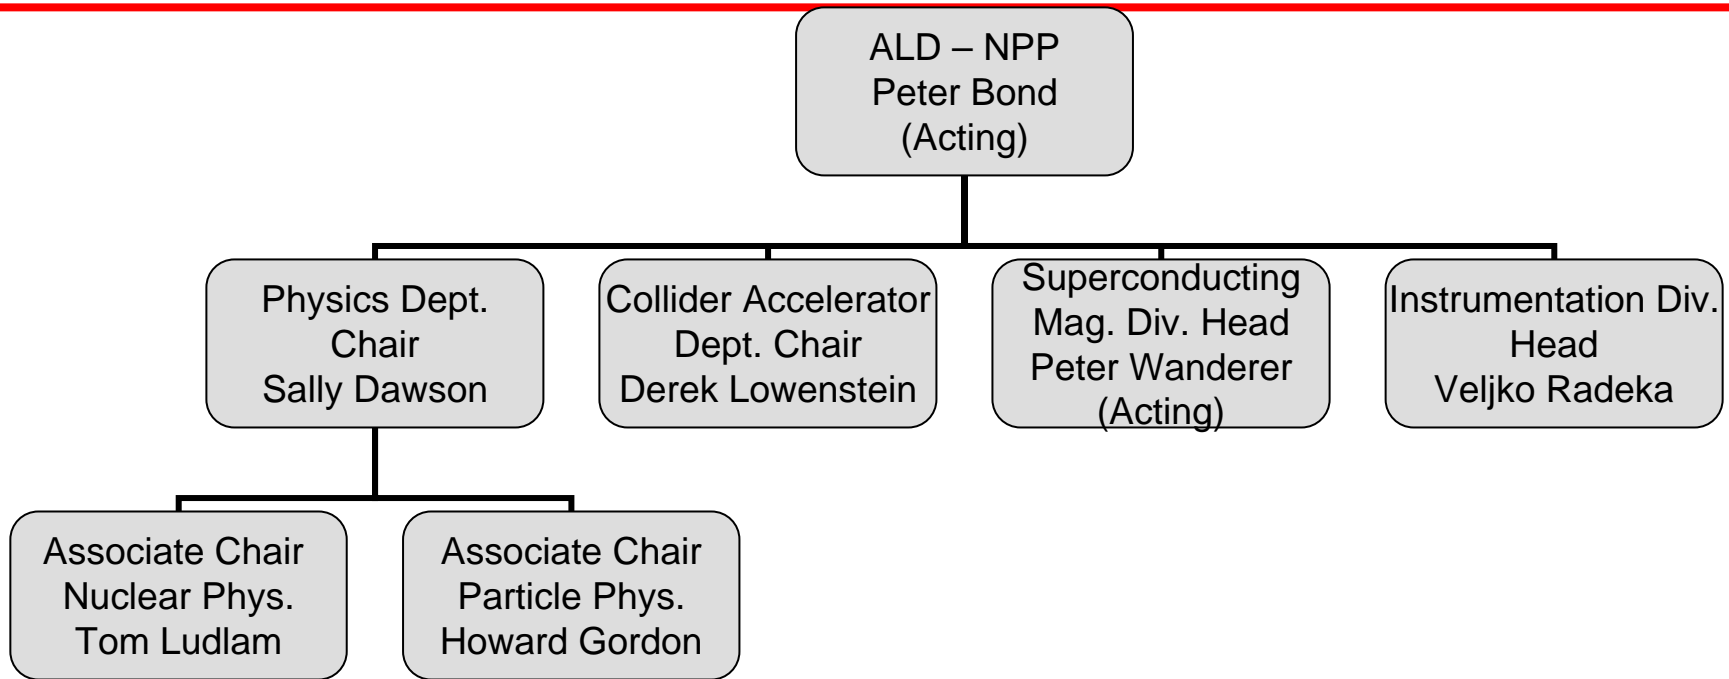 ALD – NPP
Peter Bond
(Acting)
Physics Dept.
Chair
Sally Dawson
Collider Accelerator
Dept. Chair
Derek Lowenstein
Superconducting
Mag. Div. Head
Peter Wanderer
(Acting)
Instrumentation Div.
Head
Veljko Radeka
Associate Chair
Nuclear Phys.
Tom Ludlam
Associate Chair
Particle Phys.
Howard Gordon